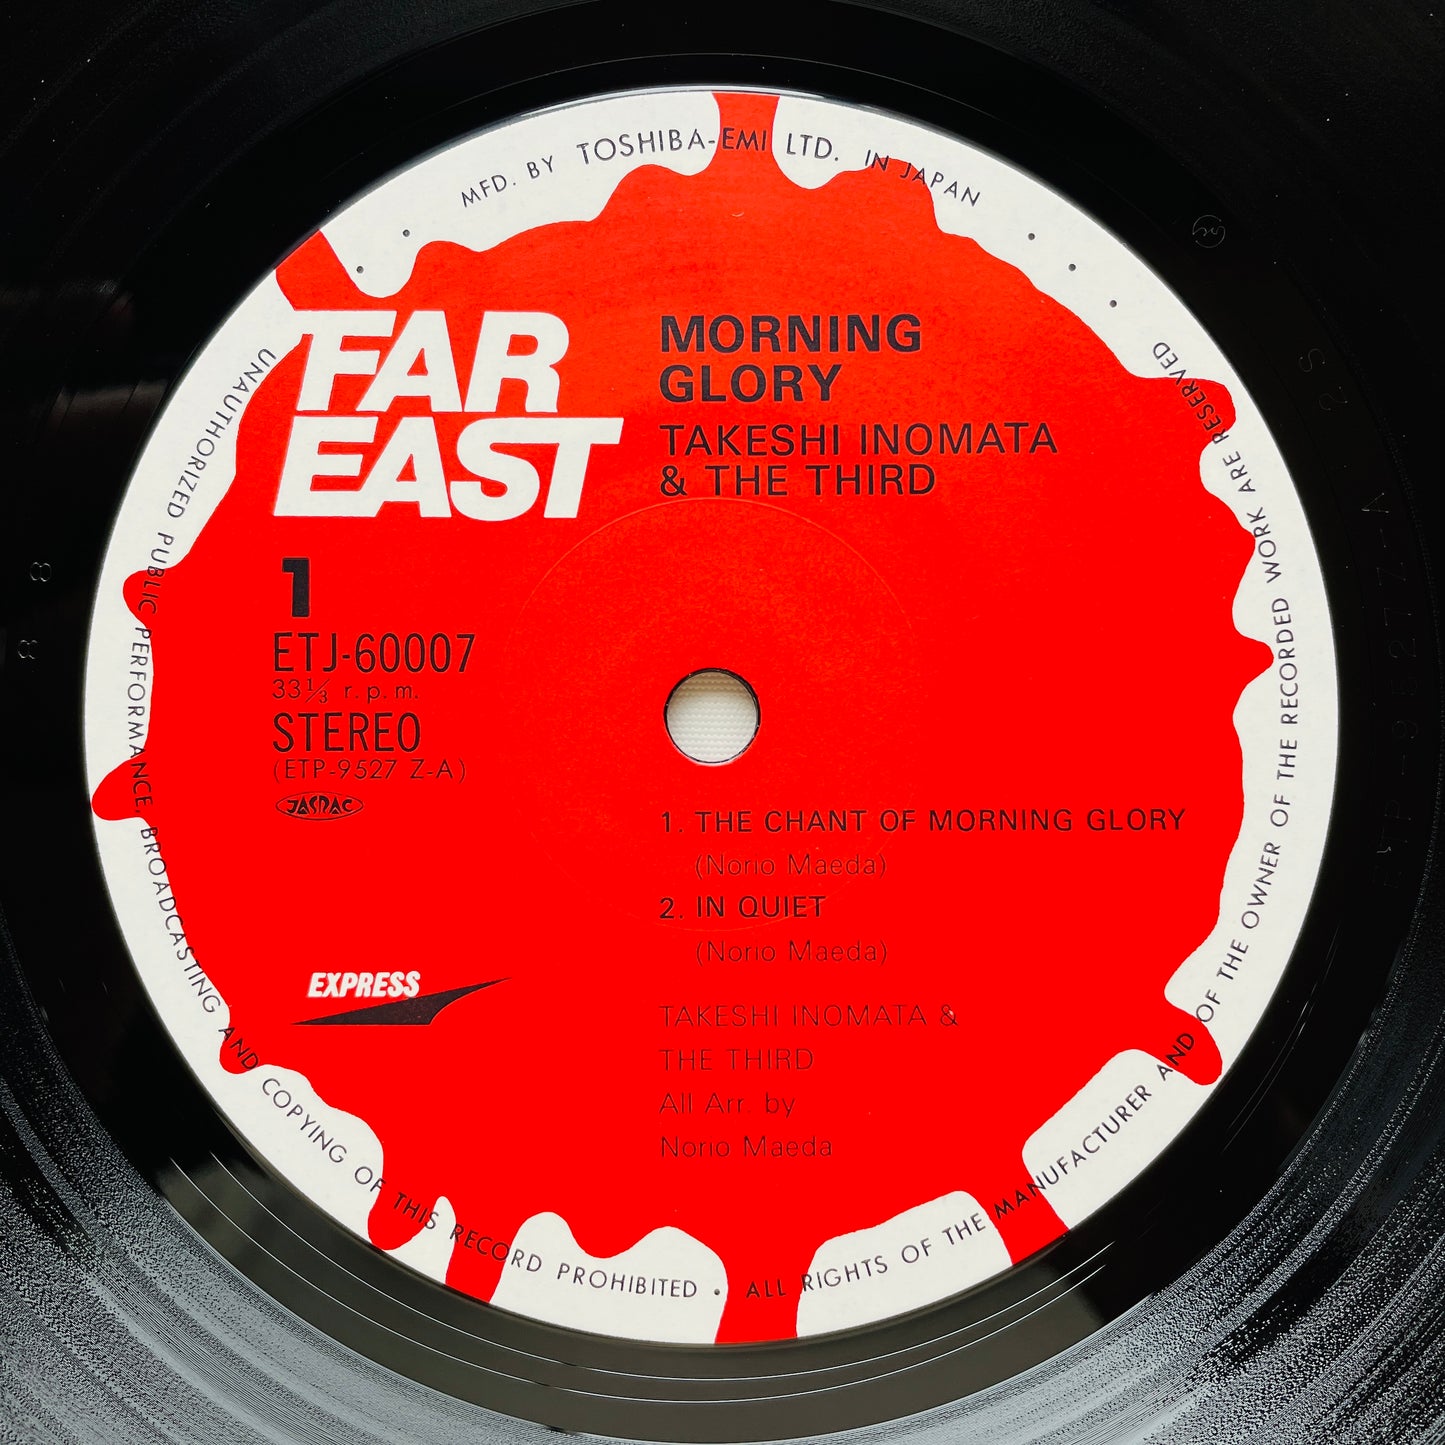 MFD. BY TOSHIBA-EMI LTD. IN JAPAN
FAR
EAST
MORNING
GLORY
TAKESHI INOMATA
& THE THIRD
1
ETJ-60007
33⅓ r.p.m.
STEREO
(ETP-9527 Z-A)
JASRAC
1. THE CHANT OF MORNING GLORY
(Norio Maeda)
2. IN QUIET
(Norio Maeda)
TAKESHI INOMATA &
THE THIRD
All Arr. by
Norio Maeda
EXPRESS
UNAUTHORIZED PUBLIC PERFORMANCE, BROADCASTING AND COPYING OF THIS RECORD PROHIBITED • ALL RIGHTS OF THE MANUFACTURER AND OF THE OWNER OF THE RECORDED WORK ARE RESERVED